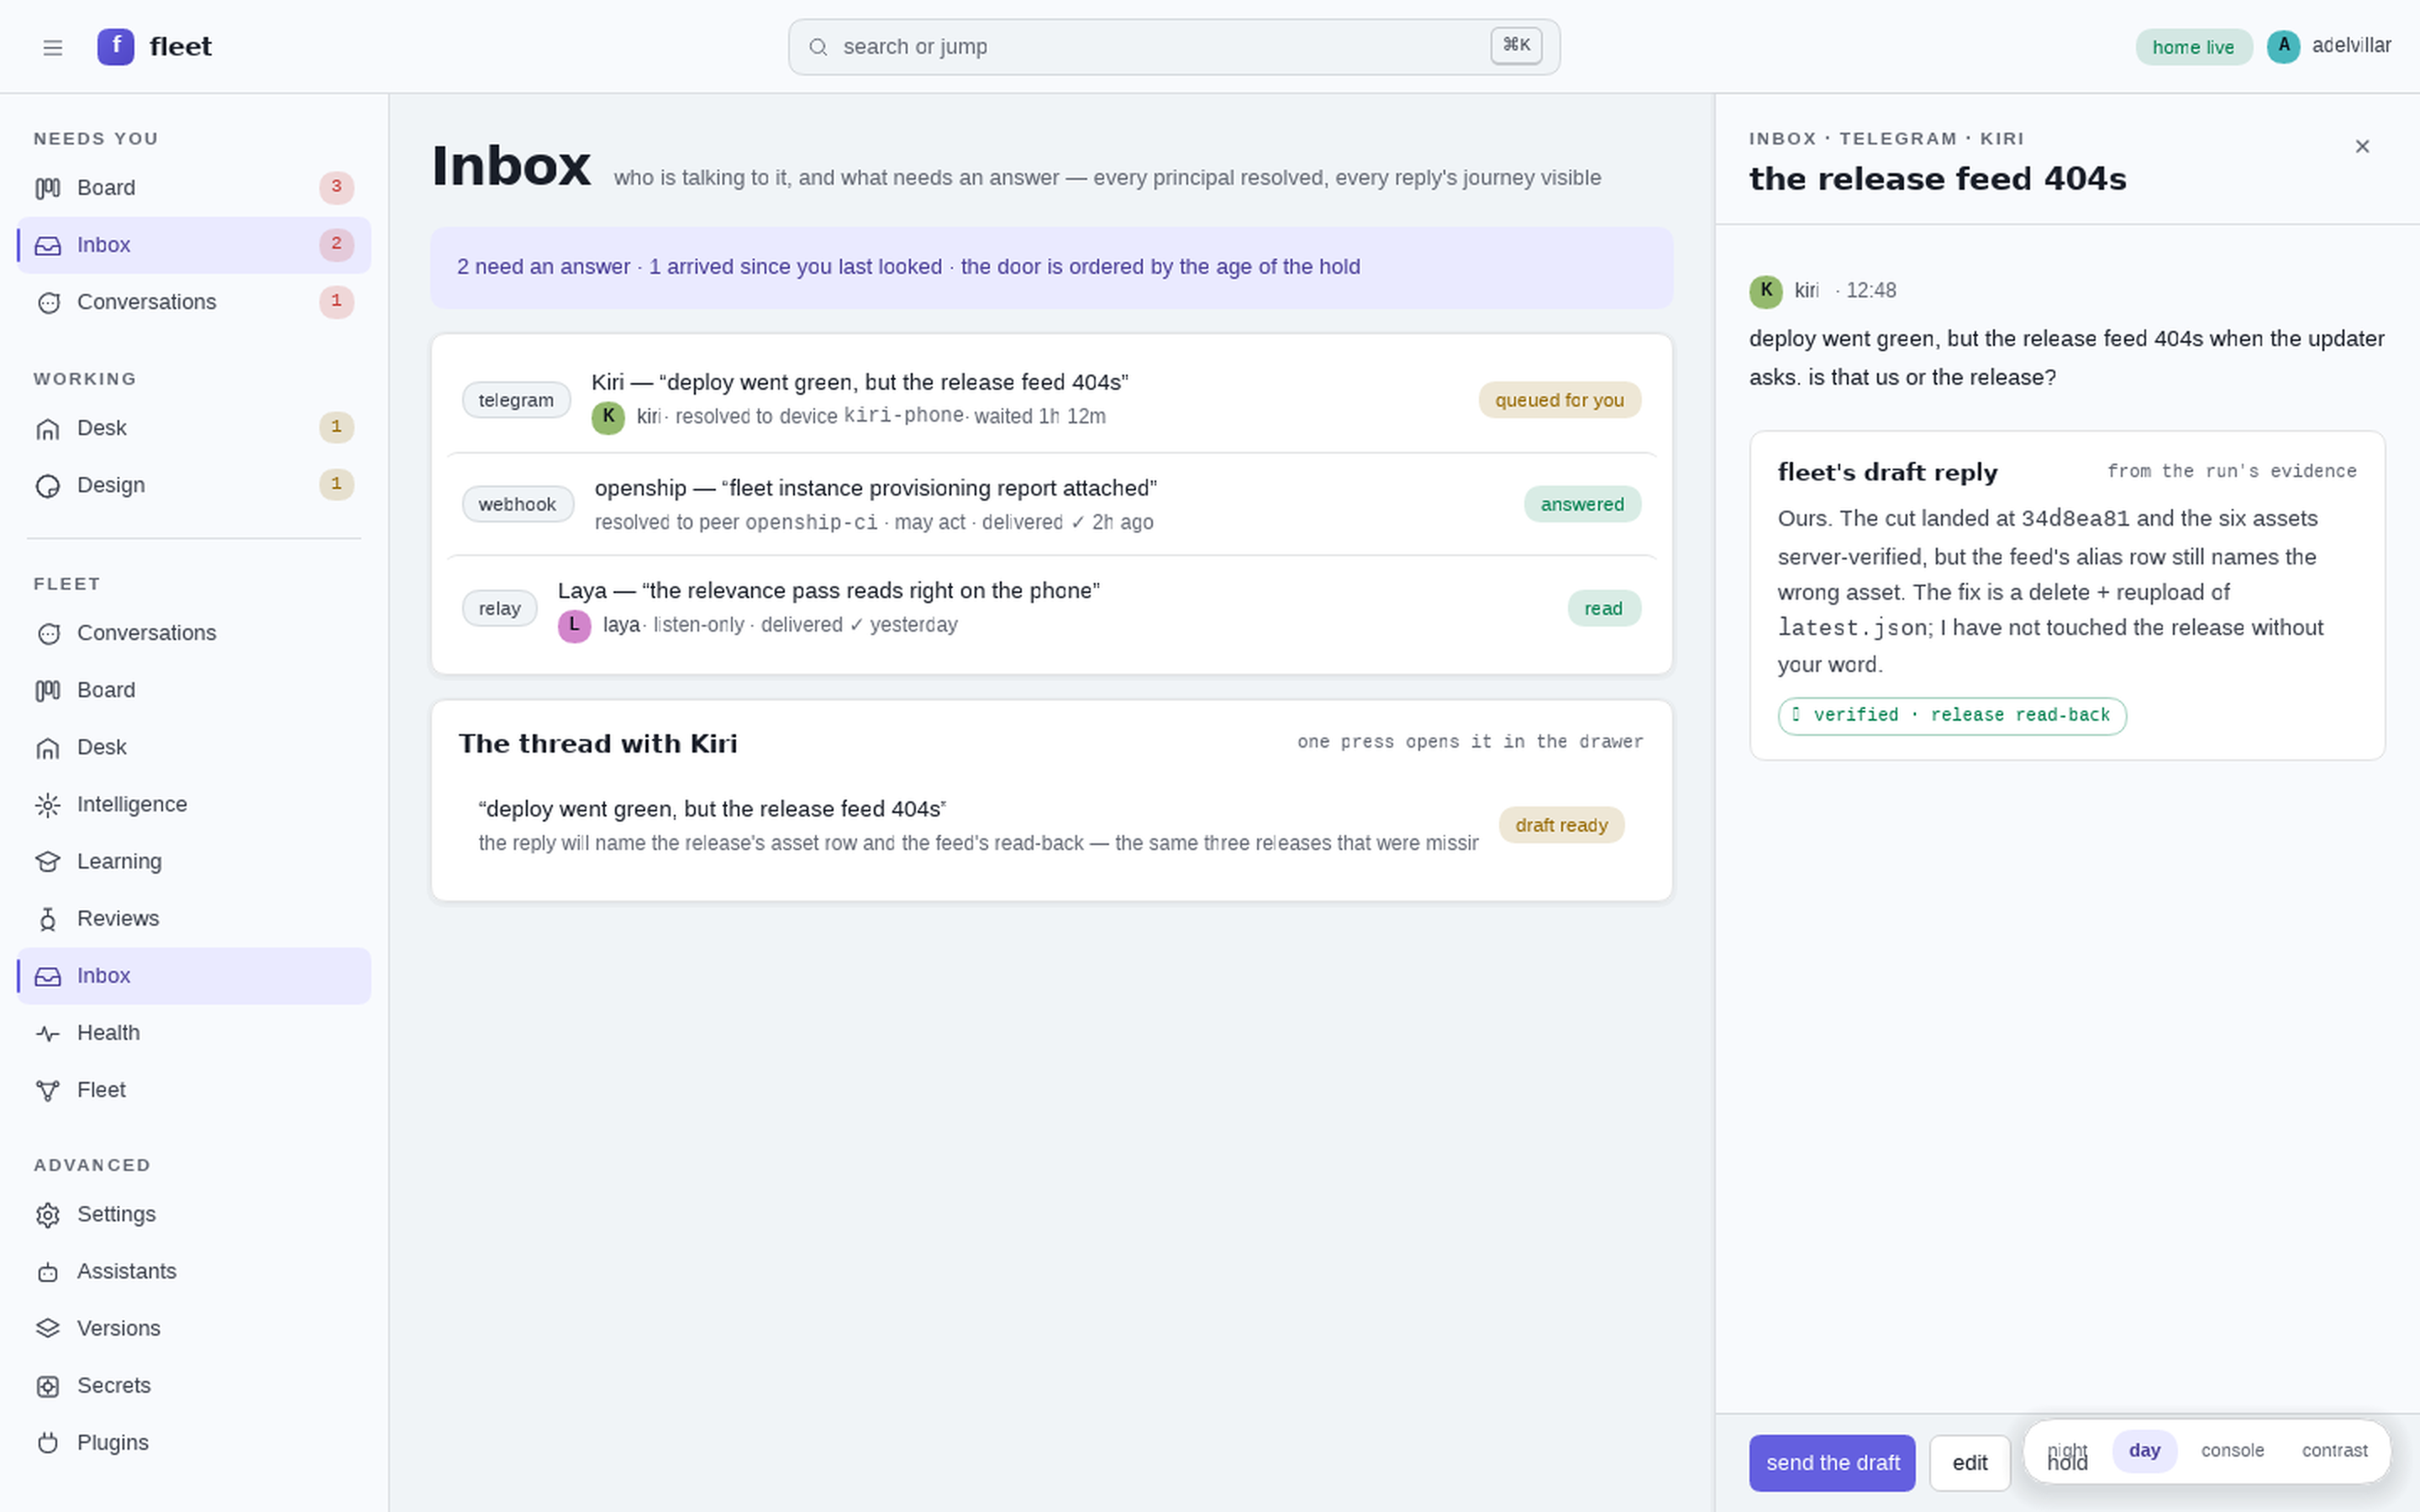 f fleet
search or jump ⌘K
home live A adelvillar
NEEDS YOU
Board 3
Inbox 2
Conversations 1
WORKING
Desk 1
Design 1
FLEET
Conversations
Board
Desk
Intelligence
Learning
Reviews
Inbox
Health
Fleet
ADVANCED
Settings
Assistants
Versions
Secrets
Plugins
Inbox who is talking to it, and what needs an answer — every principal resolved, every reply's journey visible
2 need an answer · 1 arrived since you last looked · the door is ordered by the age of the hold
telegram
Kiri — “deploy went green, but the release feed 404s”
K kiri · resolved to device kiri-phone · waited 1h 12m
queued for you
webhook
openship — “fleet instance provisioning report attached”
resolved to peer openship-ci · may act · delivered ✓ 2h ago
answered
relay
Laya — “the relevance pass reads right on the phone”
L laya · listen-only · delivered ✓ yesterday
read
The thread with Kiri one press opens it in the drawer
“deploy went green, but the release feed 404s”
the reply will name the release's asset row and the feed's read-back — the same three releases that were
draft ready
INBOX · TELEGRAM · KIRI
the release feed 404s
K kiri · 12:48
deploy went green, but the release feed 404s when the updater
asks. is that us or the release?
fleet's draft reply from the run's evidence
Ours. The cut landed at 34d8ea81 and the six assets
server-verified, but the feed's alias row still names the
wrong asset. The fix is a delete + reupload of
latest.json; I have not touched the release without
your word.
verified · release read-back
send the draft edit hold
night day console contrast